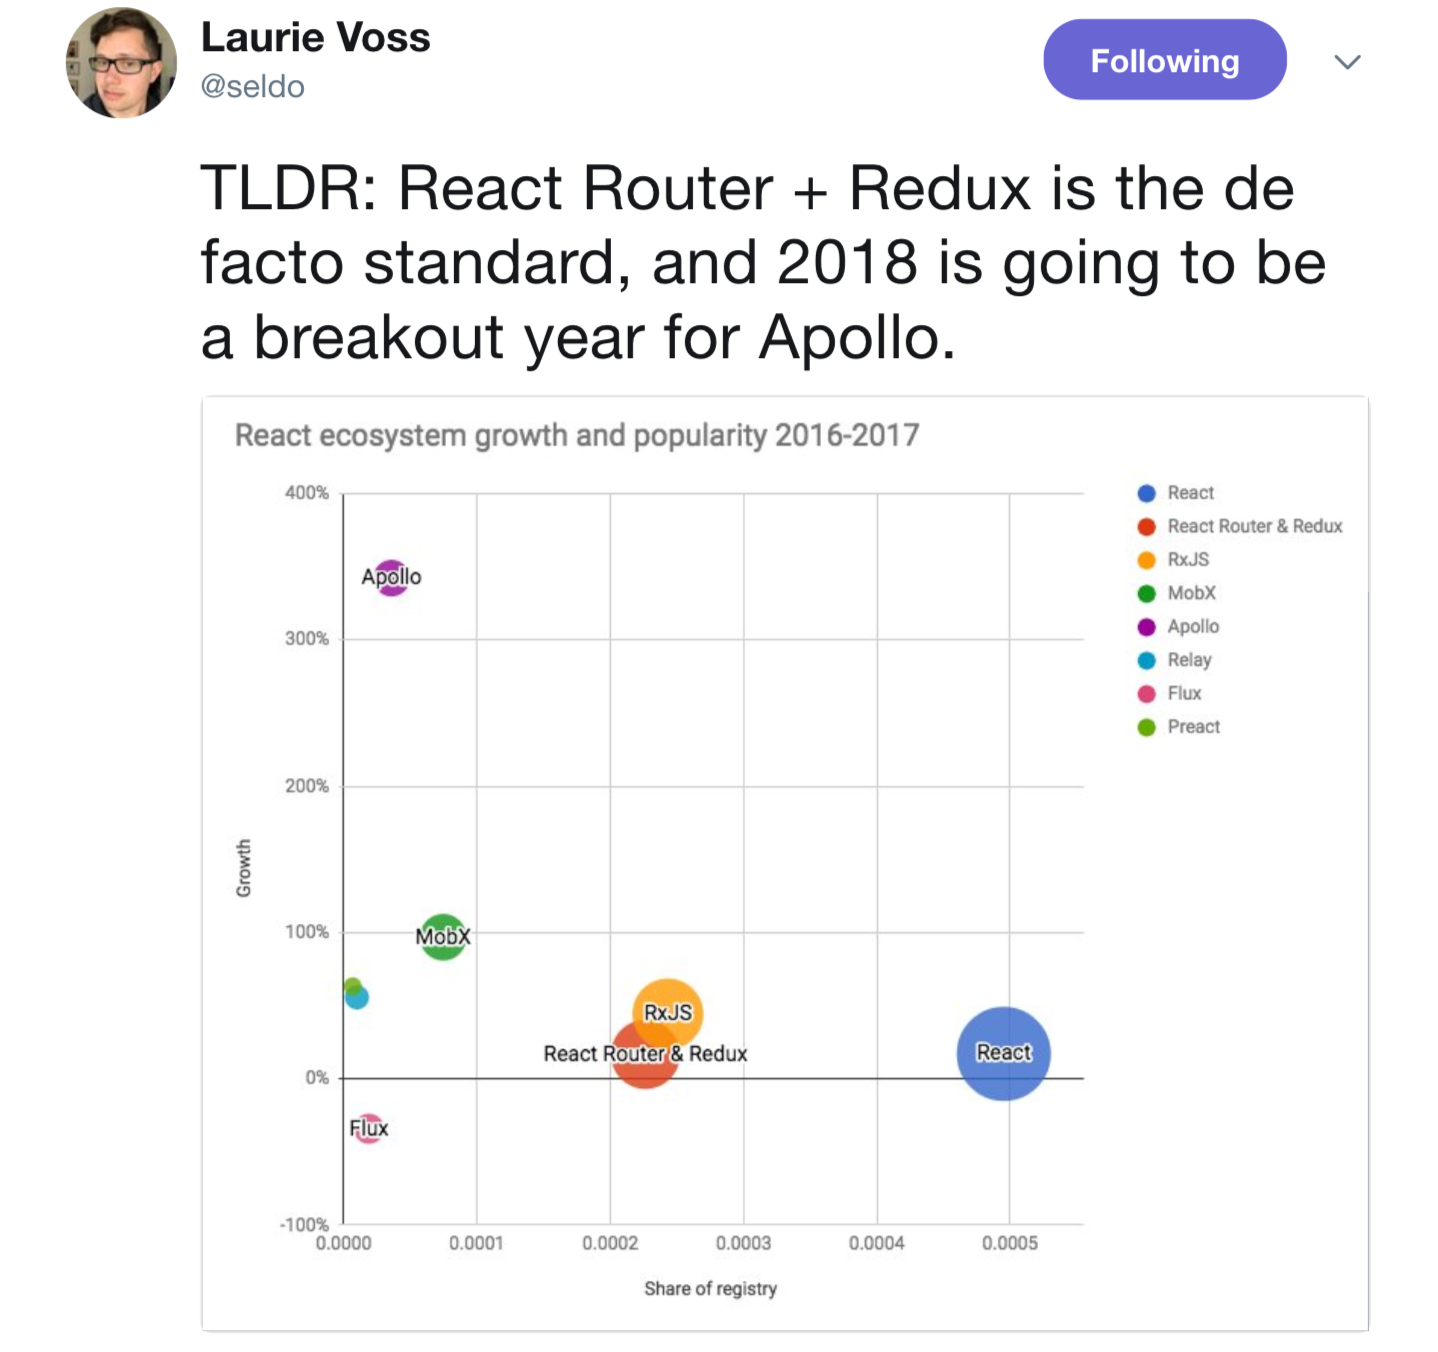 Laurie Voss
@seldo
Following
TLDR: React Router + Redux is the de
facto standard, and 2018 is going to be
a breakout year for Apollo.
React ecosystem growth and popularity 2016-2017
400%
300%
200%
100%
0%
-100%
Growth
Apollo
MobX
RxJS
React Router & Redux
React
Flux
0.0000 0.0001 0.0002 0.0003 0.0004 0.0005
Share of registry
React
React Router & Redux
RxJS
MobX
Apollo
Relay
Flux
Preact